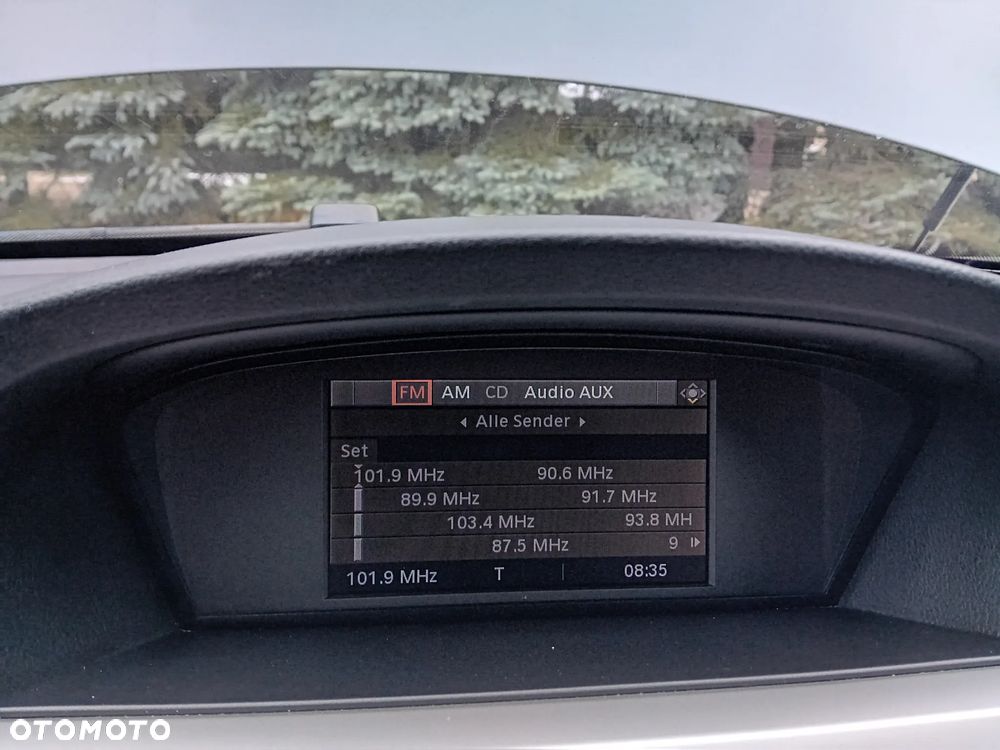 FM AM CD Audio AUX
Alle Sender
Set
101.9 MHz 90.6 MHz
89.9 MHz 91.7 MHz
103.4 MHz 93.8 MH
87.5 MHz 9
101.9 MHz T 08:35
OTOMOTO